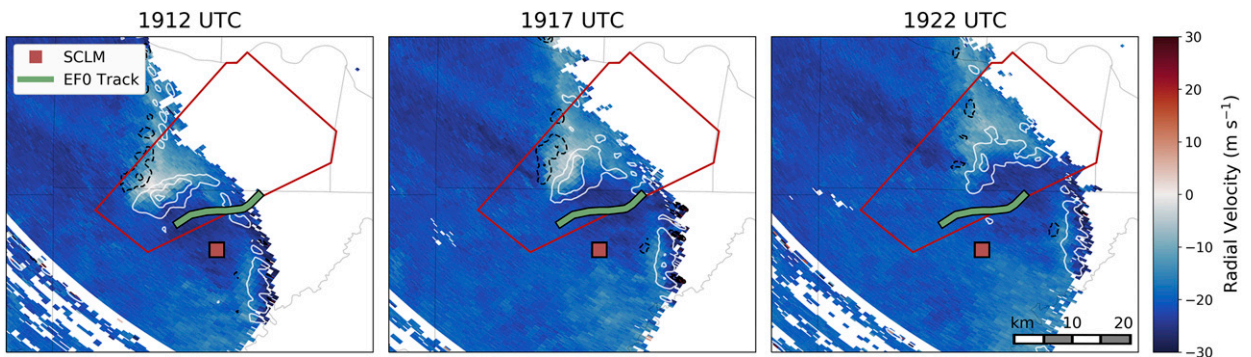 1912 UTC
1917 UTC
1922 UTC
SCLM
EF0 Track
km 10 20
30
20
10
0
−10
−20
−30
Radial Velocity (m s⁻¹)